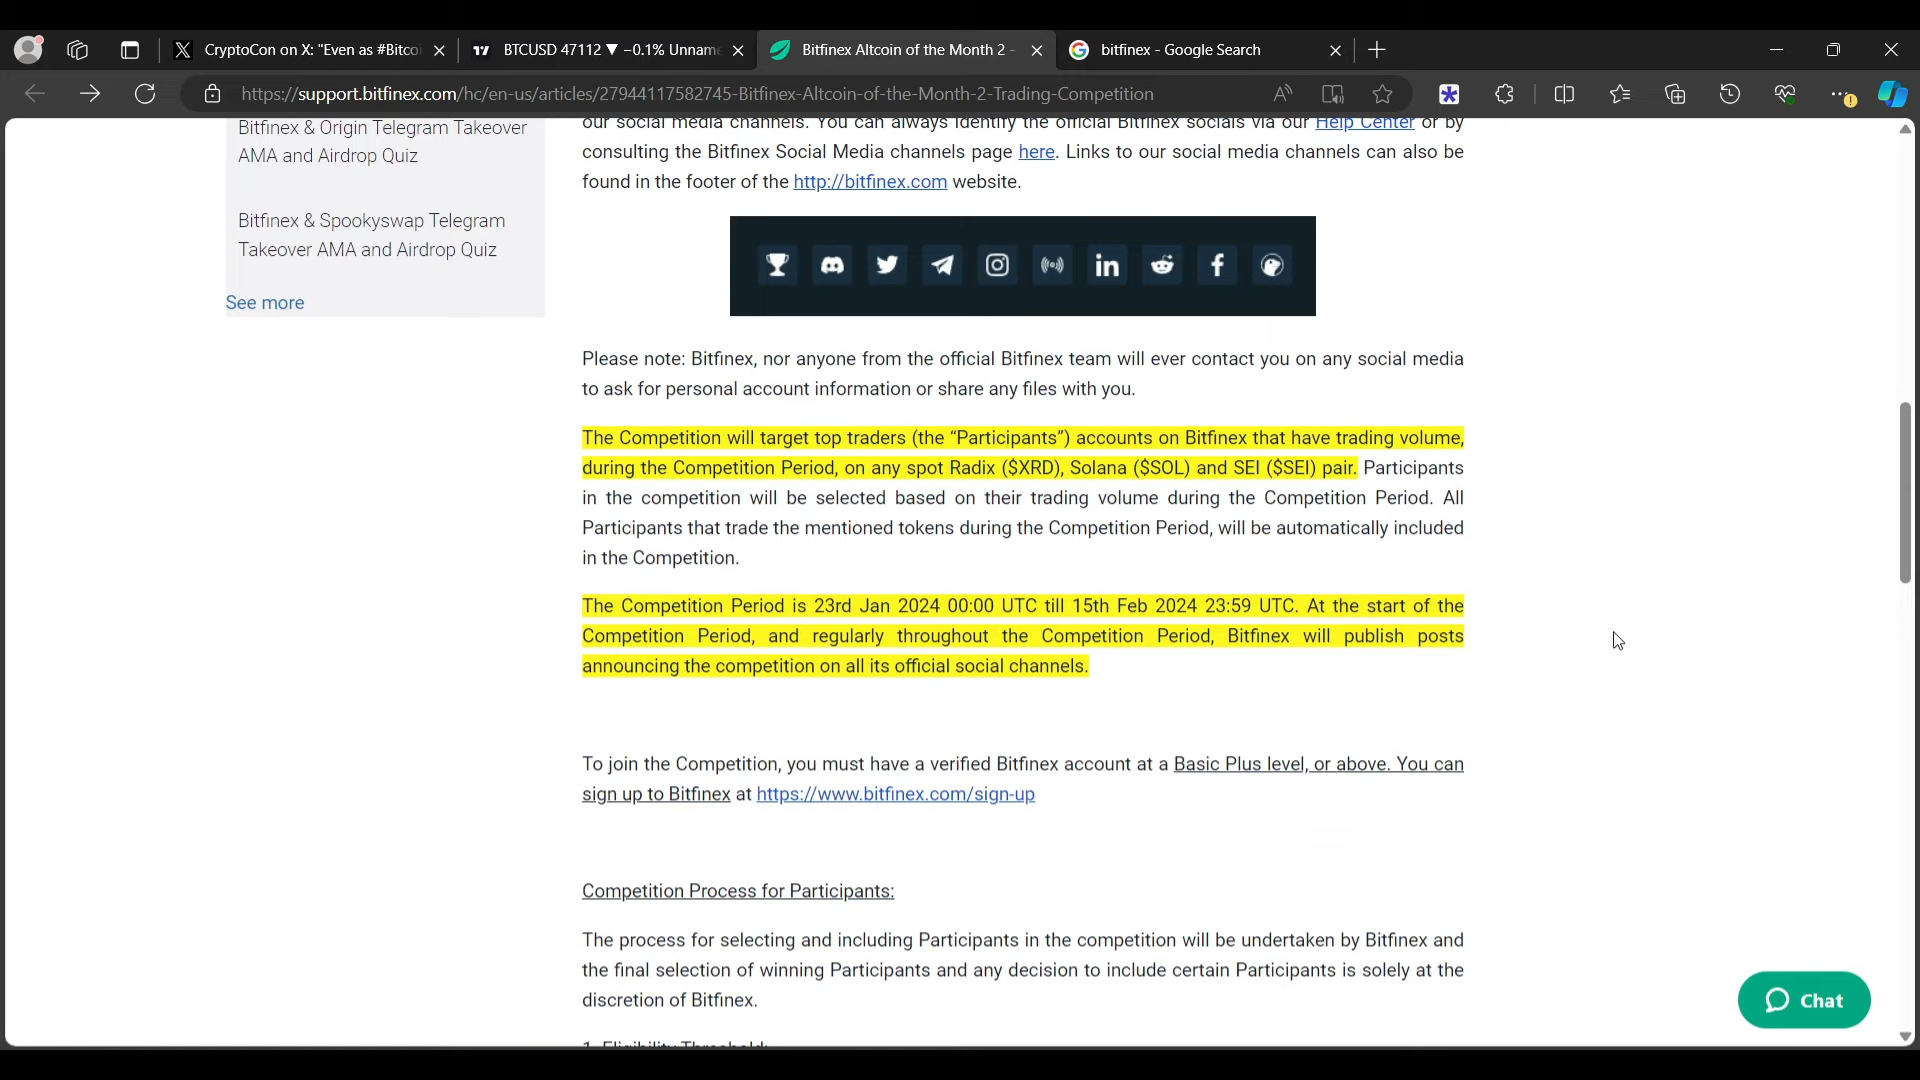 CryptoCon on X: "Even as #Bitcoi
BTCUSD 47112 ▼ −0.1% Unname
Bitfinex Altcoin of the Month 2 -
bitfinex - Google Search
https://support.bitfinex.com/hc/en-us/articles/27944117582745-Bitfinex-Altcoin-of-the-Month-2-Trading-Competition
Bitfinex & Origin Telegram Takeover
AMA and Airdrop Quiz
Bitfinex & Spookyswap Telegram
Takeover AMA and Airdrop Quiz
See more
our social media channels. You can always identify the official Bitfinex socials via our Help Center or by
consulting the Bitfinex Social Media channels page here. Links to our social media channels can also be
found in the footer of the http://bitfinex.com website.
Please note: Bitfinex, nor anyone from the official Bitfinex team will ever contact you on any social media
to ask for personal account information or share any files with you.
The Competition will target top traders (the “Participants”) accounts on Bitfinex that have trading volume,
during the Competition Period, on any spot Radix ($XRD), Solana ($SOL) and SEI ($SEI) pair. Participants
in the competition will be selected based on their trading volume during the Competition Period. All
Participants that trade the mentioned tokens during the Competition Period, will be automatically included
in the Competition.
The Competition Period is 23rd Jan 2024 00:00 UTC till 15th Feb 2024 23:59 UTC. At the start of the
Competition Period, and regularly throughout the Competition Period, Bitfinex will publish posts
announcing the competition on all its official social channels.
To join the Competition, you must have a verified Bitfinex account at a Basic Plus level, or above. You can
sign up to Bitfinex at https://www.bitfinex.com/sign-up
Competition Process for Participants:
The process for selecting and including Participants in the competition will be undertaken by Bitfinex and
the final selection of winning Participants and any decision to include certain Participants is solely at the
discretion of Bitfinex.
1. Eligibility Threshold:
Chat